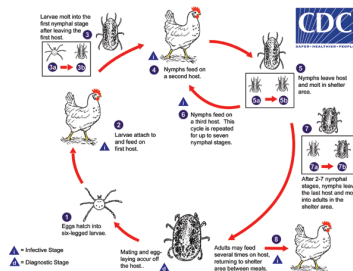 Larvae molt into the
first nymphal stage
after leaving the
first host.
3
3a
3b
CDC
SAFER • HEALTHIER • PEOPLE
i
4
Nymphs feed on
a second host.
5a
5b
5
Nymphs leave host
and molt in shelter
area.
i
6
Nymphs feed on
a third host. This
cycle is repeated
for up to seven
nymphal stages.
2
i
Larvae attach to
and feed on
first host.
7
7a
7b
After 2-7 nymphal
stages, nymphs leave
the last host and mo
into adults in the
shelter area.
1
Eggs hatch into
six-legged larvae.
i
= Infective Stage
d
= Diagnostic Stage
Mating and egg-
laying occur off
the host..
d
Adults may feed
several times on host,
returning to shelter
area between meals.
8
i